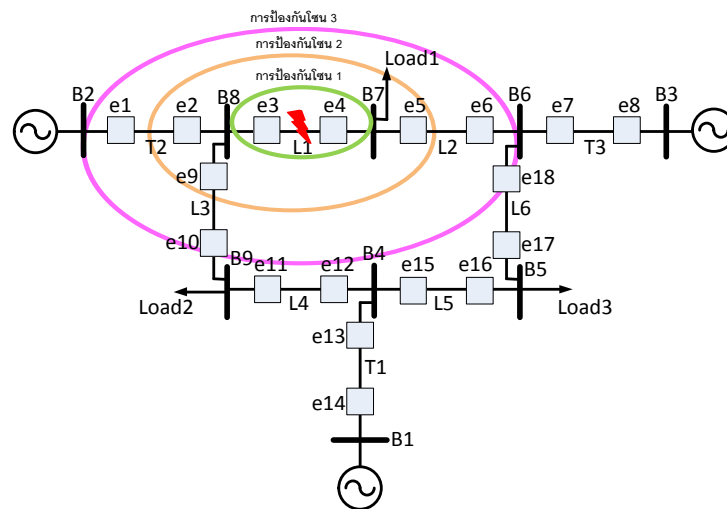 การป้องกันโซน 3
การป้องกันโซน 2
Load1
การป้องกันโซน 1
B2
B8
B7
B6
B3
e1
e2
e3
e4
e5
e6
e7
e8
T2
L1
L2
T3
e9
e18
L3
L6
e10
e17
B9
B4
B5
e11
e12
e15
e16
Load2
L4
L5
Load3
e13
T1
e14
B1